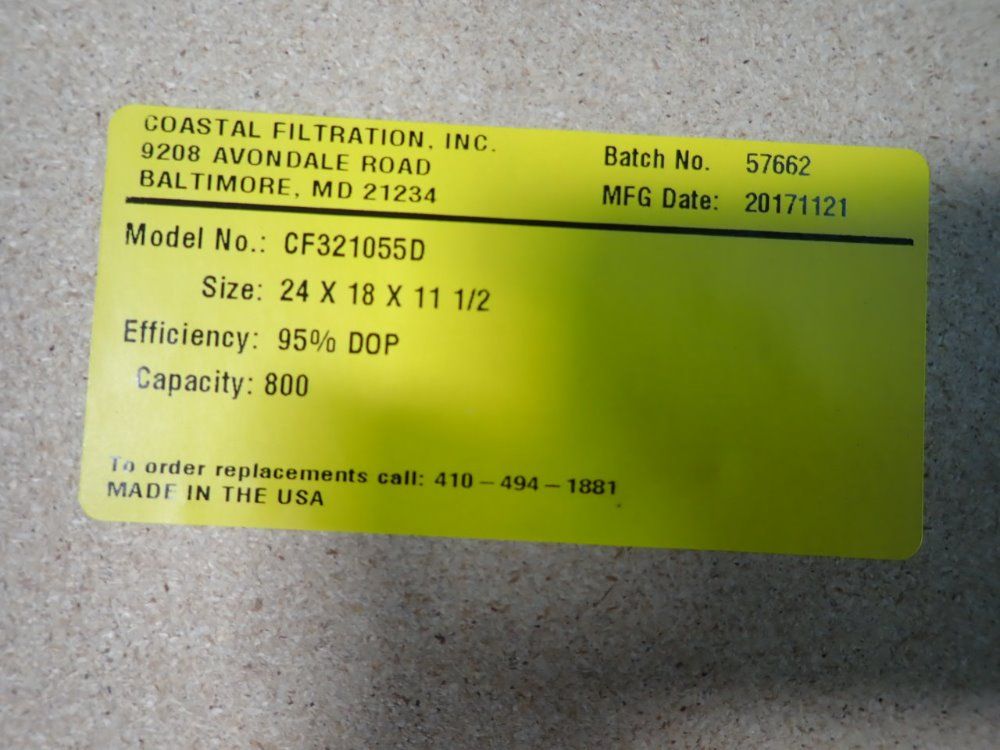 COASTAL FILTRATION, INC.
9208 AVONDALE ROAD
BALTIMORE, MD 21234
Batch No. 57662
MFG Date: 20171121
Model No.: CF321055D
Size: 24 X 18 X 11 1/2
Efficiency: 95% DOP
Capacity: 800
To order replacements call: 410-494-1881
MADE IN THE USA